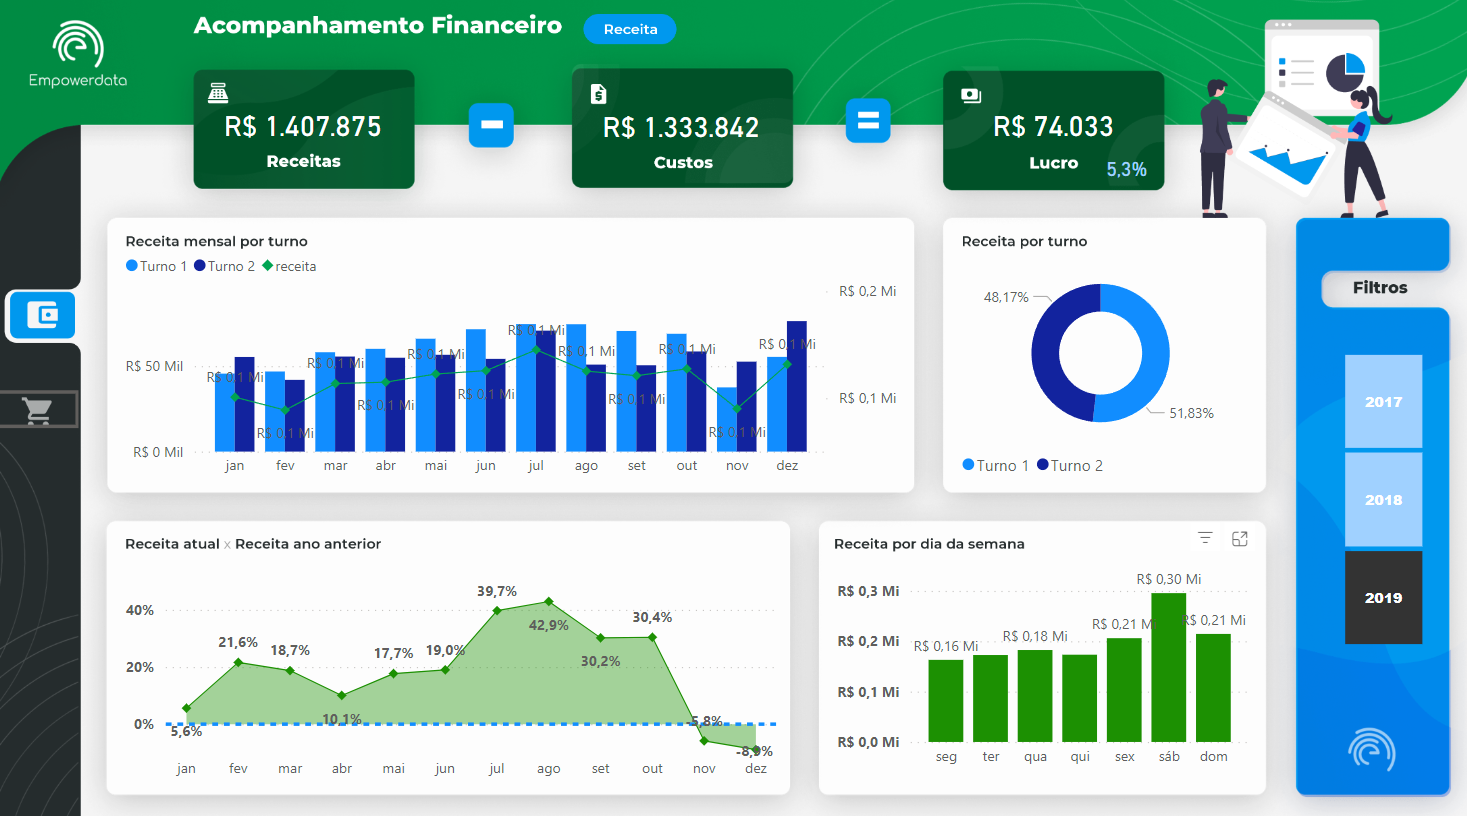 Empowerdata
Acompanhamento Financeiro
Receita
R$ 1.407.875
Receitas
R$ 1.333.842
Custos
R$ 74.033
Lucro
5,3%
Receita mensal por turno
Turno 1 Turno 2 receita
R$ 0,2 Mi
R$ 0,1 Mi
R$ 50 Mil
R$ 0 Mil
R$ 0,1 Mi
R$ 0,1 Mi
R$ 0,1 Mi
R$ 0,1 Mi
R$ 0,1 Mi
R$ 0,1 Mi
R$ 0,1 Mi
R$ 0,1 Mi
R$ 0,1 Mi
R$ 0,1 Mi
R$ 0,1 Mi
R$ 0,1 Mi
jan fev mar abr mai jun jul ago set out nov dez
Receita por turno
48,17%
51,83%
Turno 1 Turno 2
Filtros
2017
2018
2019
Receita atual x Receita ano anterior
40%
20%
0%
5,6%
21,6%
18,7%
10,1%
17,7%
19,0%
39,7%
42,9%
30,2%
30,4%
-5,8%
-8,9%
jan fev mar abr mai jun jul ago set out nov dez
Receita por dia da semana
R$ 0,3 Mi
R$ 0,2 Mi
R$ 0,1 Mi
R$ 0,0 Mi
R$ 0,16 Mi
R$ 0,18 Mi
R$ 0,21 M
R$ 0,30 Mi
R$ 0,21 Mi
seg ter qua qui sex sáb dom